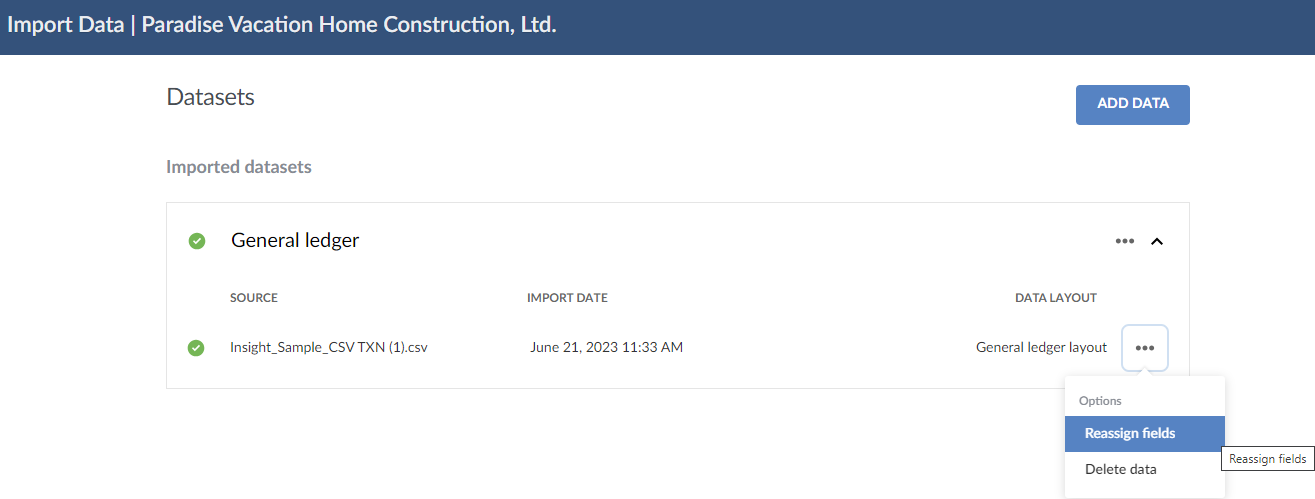 Import Data | Paradise Vacation Home Construction, Ltd.
Datasets
ADD DATA
Imported datasets
General ledger
SOURCE IMPORT DATE DATA LAYOUT
Insight_Sample_CSV TXN (1).csv June 21, 2023 11:33 AM General ledger layout
Options
Reassign fields
Reassign fields
Delete data